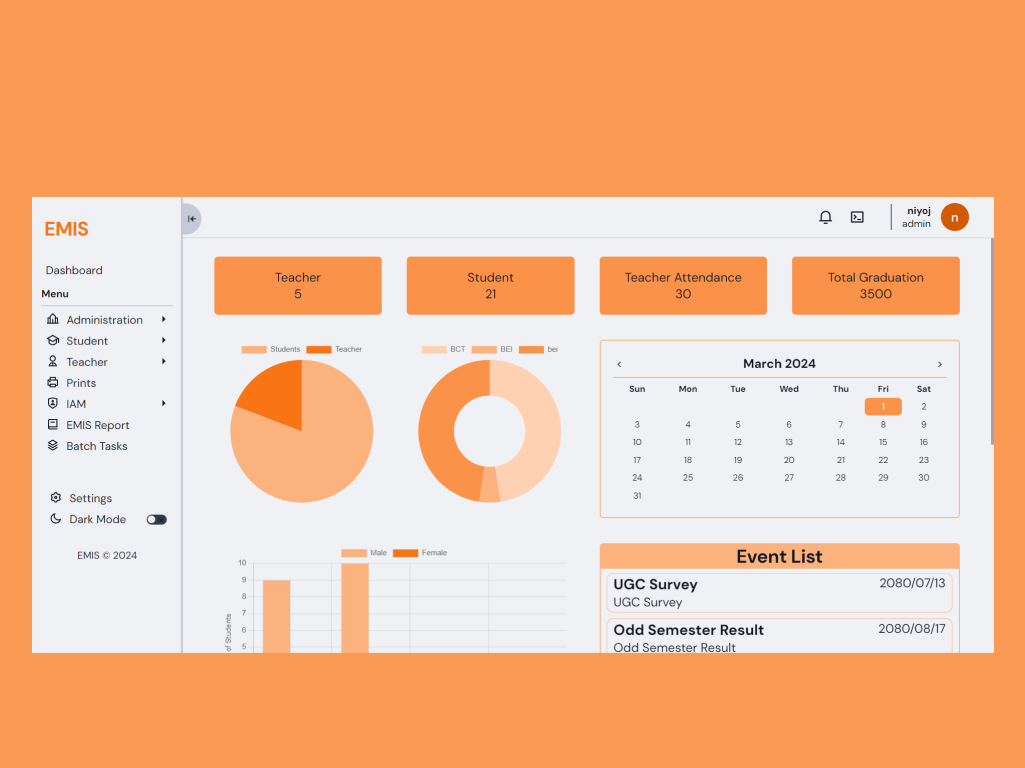 EMIS
Dashboard
Menu
Administration
Student
Teacher
Prints
IAM
EMIS Report
Batch Tasks
Settings
Dark Mode
EMIS © 2024
niyoj
admin
n
Teacher
5
Student
21
Teacher Attendance
30
Total Graduation
3500
Students Teacher
BCT BEI bei
March 2024
Sun Mon Tue Wed Thu Fri Sat
1 2
3 4 5 6 7 8 9
10 11 12 13 14 15 16
17 18 19 20 21 22 23
24 25 26 27 28 29 30
31
Male Female
10
9
8
7
6
5
of Students
Event List
UGC Survey 2080/07/13
UGC Survey
Odd Semester Result 2080/08/17
Odd Semester Result